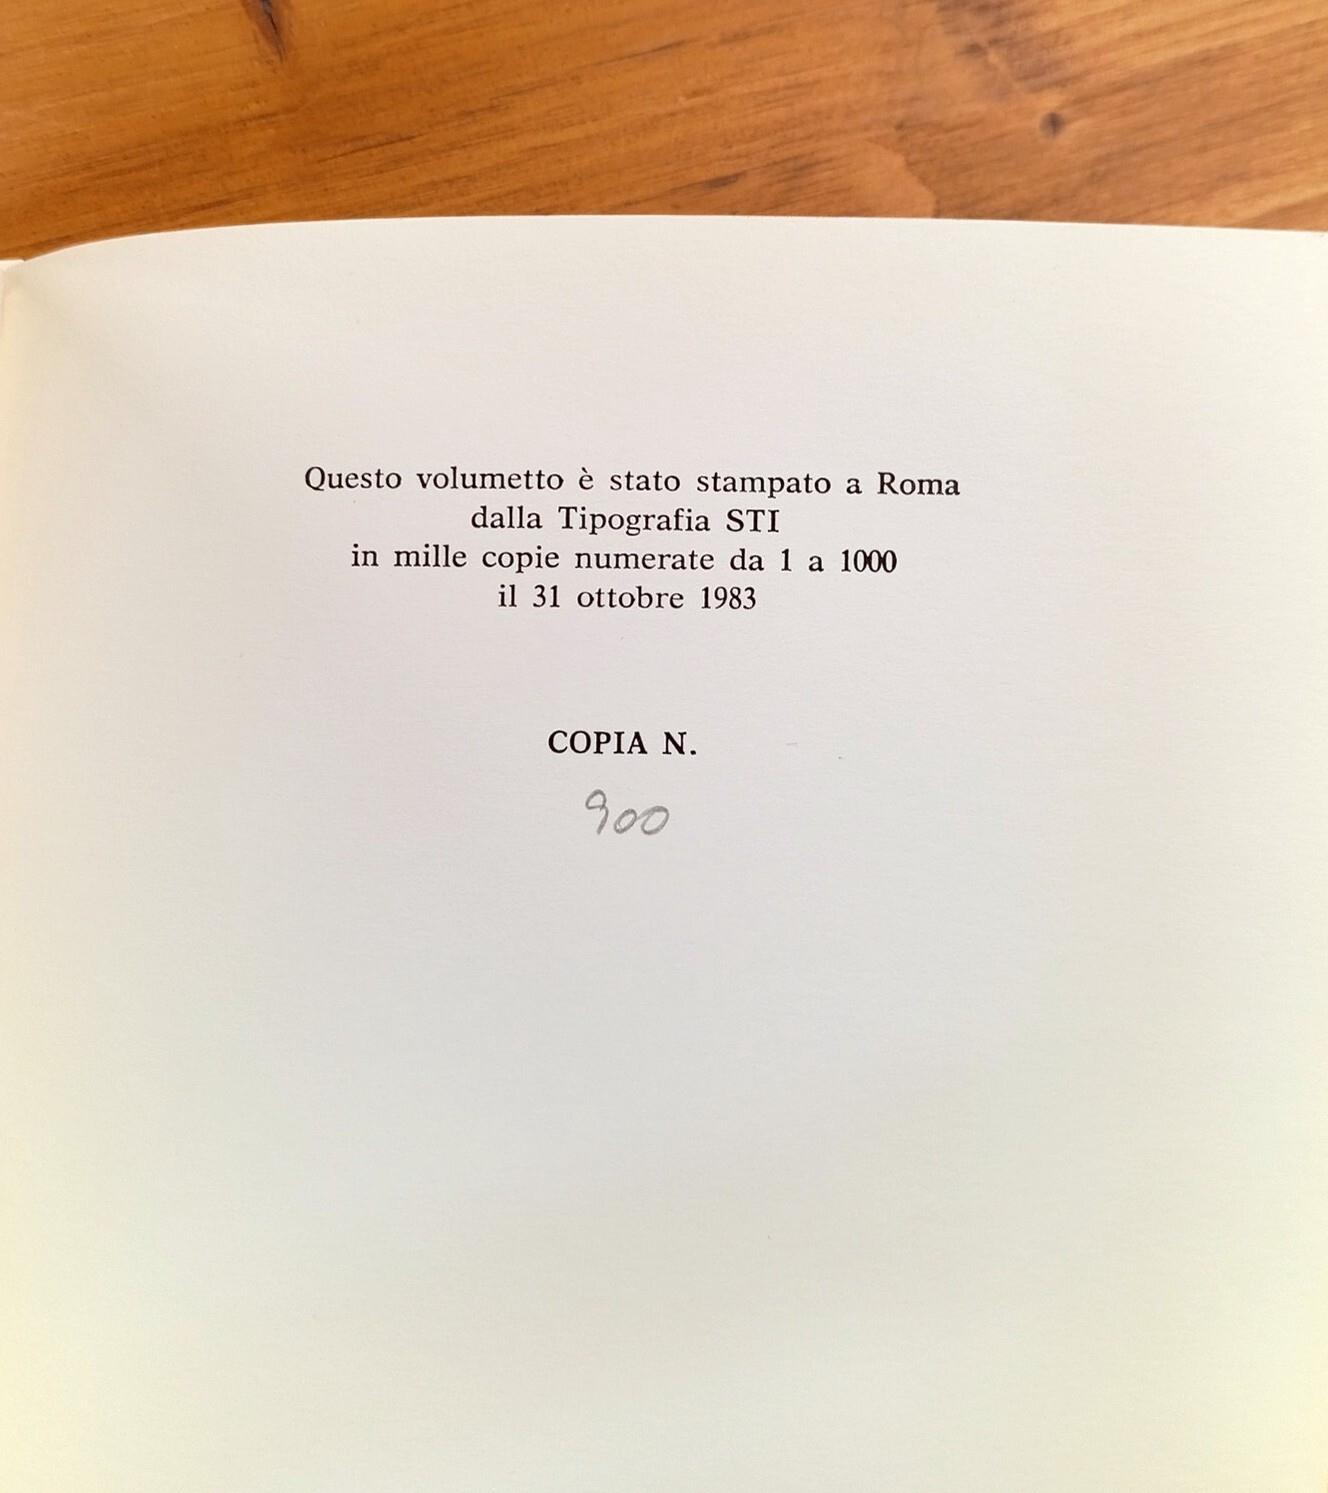 Questo volumetto è stato stampato a Roma
dalla Tipografia STI
in mille copie numerate da 1 a 1000
il 31 ottobre 1983
COPIA N.
900